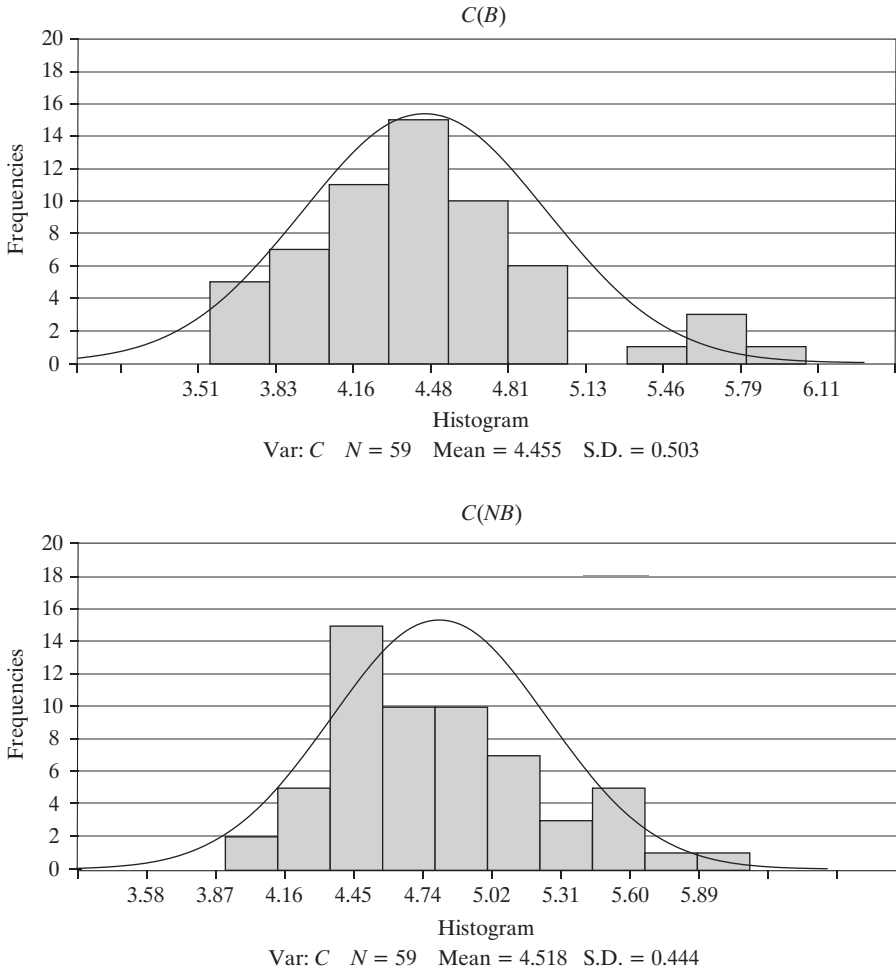 C(B)
20
18
16
14
12
10
8
6
4
2
0
Frequencies
3.51 3.83 4.16 4.48 4.81 5.13 5.46 5.79 6.11
Histogram
Var: C N = 59 Mean = 4.455 S.D. = 0.503
C(NB)
20
18
16
14
12
10
8
6
4
2
0
Frequencies
3.58 3.87 4.16 4.45 4.74 5.02 5.31 5.60 5.89
Histogram
Var: C N = 59 Mean = 4.518 S.D. = 0.444